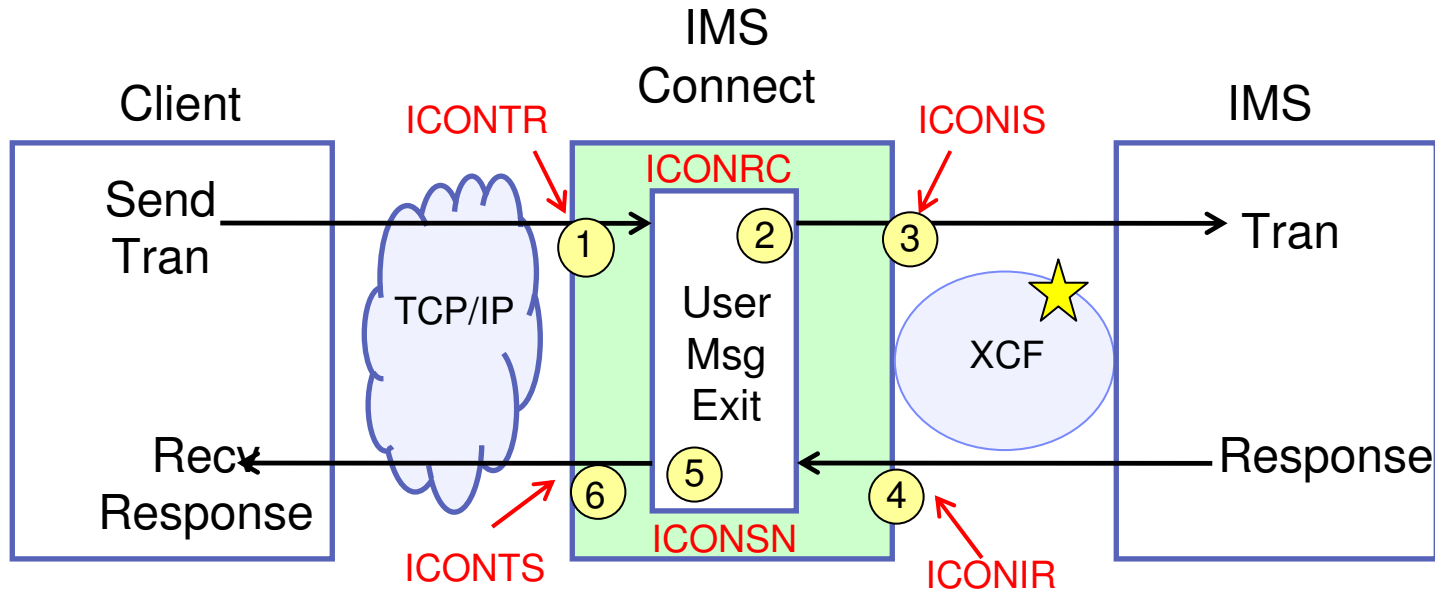 IMS
Connect
Client
IMS
ICONTR
ICONIS
ICONRC
Send
Tran
1
2
3
Tran
TCP/IP
User
Msg
Exit
XCF
Recv
Response
6
5
4
Response
ICONTS
ICONSN
ICONIR